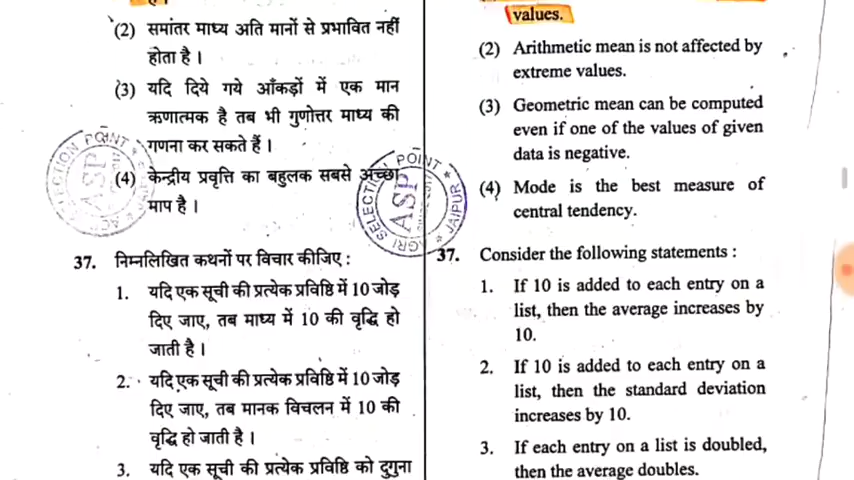 (2) समांतर माध्य अति मानों से प्रभावित नहीं
होता है ।
(3) यदि दिये गये आँकड़ों में एक मान
ऋणात्मक है तब भी गुणोत्तर माध्य की
गणना कर सकते हैं ।
(4) केन्द्रीय प्रवृत्ति का बहुलक सबसे अच्छा
माप है ।
37. निम्नलिखित कथनों पर विचार कीजिए :
1. यदि एक सूची की प्रत्येक प्रविष्टि में 10 जोड़
दिए जाए, तब माध्य में 10 की वृद्धि हो
जाती है ।
2. यदि एक सूची की प्रत्येक प्रविष्टि में 10 जोड़
दिए जाए, तब मानक विचलन में 10 की
वृद्धि हो जाती है ।
3. यदि एक सूची की प्रत्येक प्रविष्टि को दुगुना
values.
(2) Arithmetic mean is not affected by
extreme values.
(3) Geometric mean can be computed
even if one of the values of given
data is negative.
(4) Mode is the best measure of
central tendency.
37. Consider the following statements :
1. If 10 is added to each entry on a
list, then the average increases by
10.
2. If 10 is added to each entry on a
list, then the standard deviation
increases by 10.
3. If each entry on a list is doubled,
then the average doubles.
AGRI SELECTION POINT * JAIPUR *
ASP